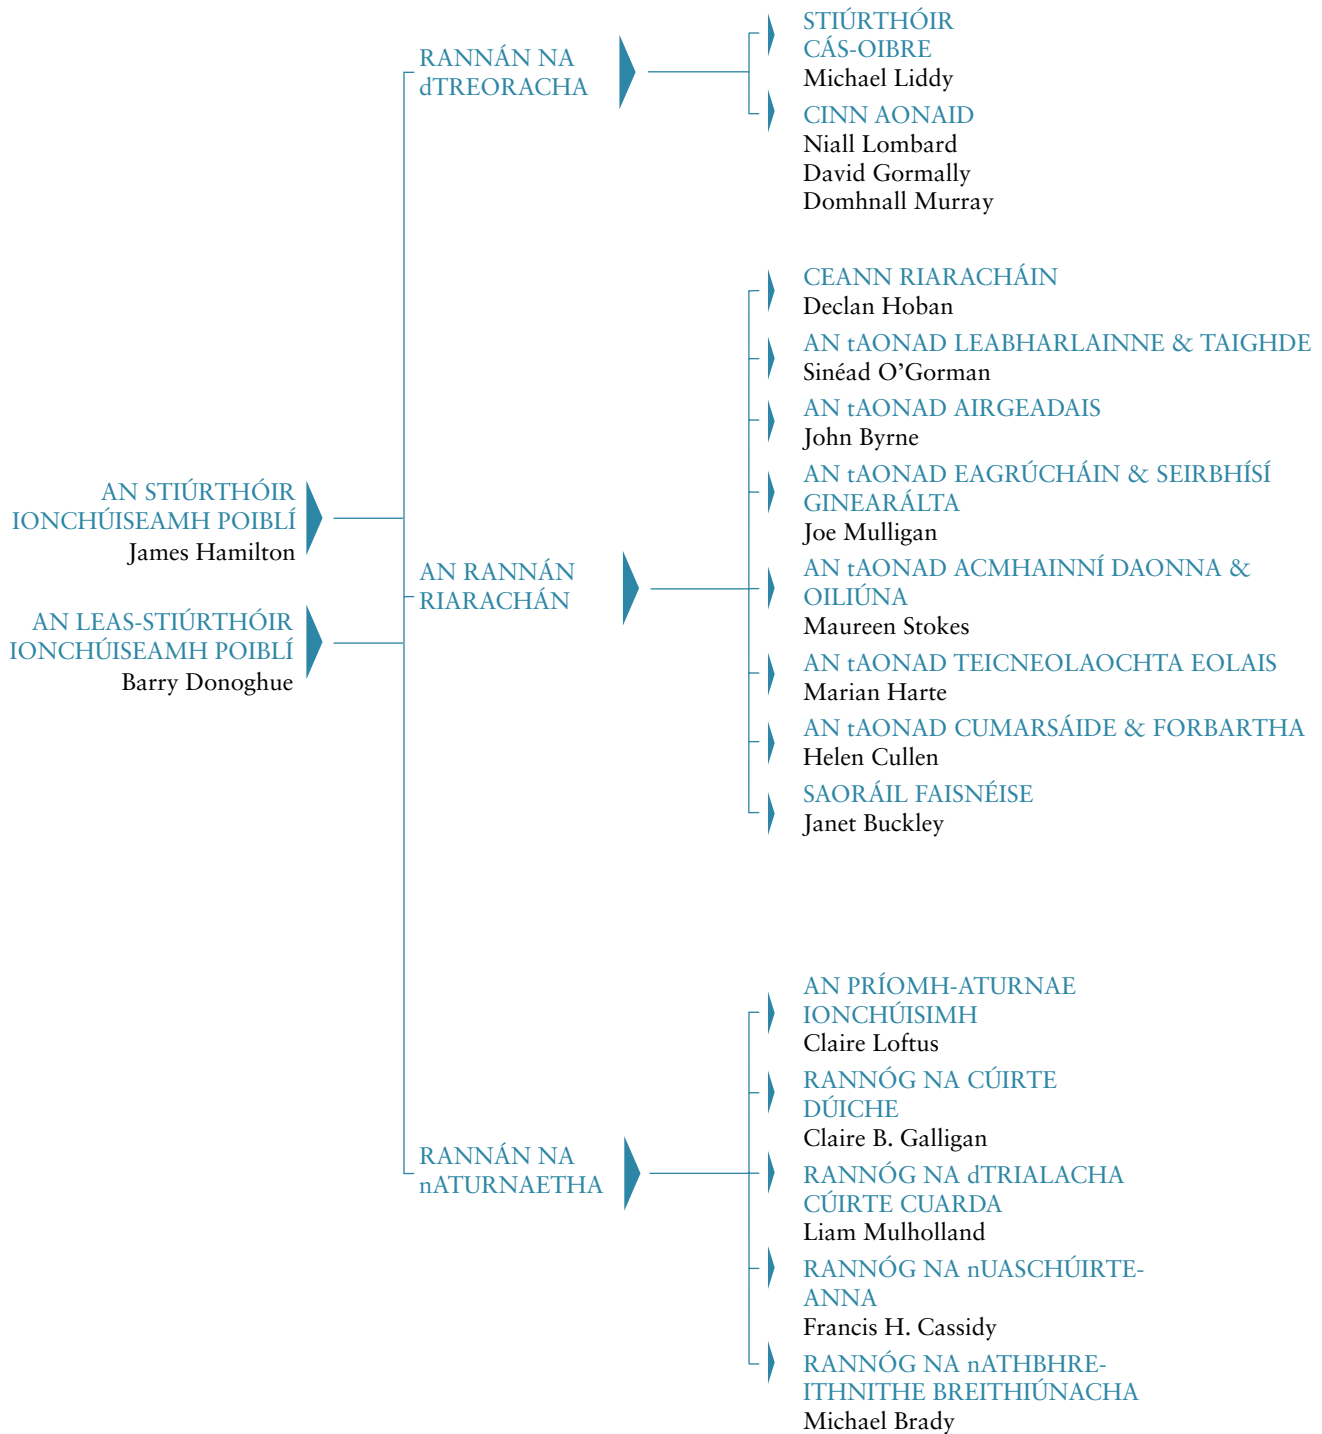 AN STIÚRTHÓIR
IONCHÚISEAMH POIBLÍ
James Hamilton
AN LEAS-STIÚRTHÓIR
IONCHÚISEAMH POIBLÍ
Barry Donoghue
RANNÁN NA
dTREORACHA
STIÚRTHÓIR
CÁS-OIBRE
Michael Liddy
CINN AONAID
Niall Lombard
David Gormally
Domhnall Murray
AN RANNÁN
RIARACHÁN
CEANN RIARACHÁIN
Declan Hoban
AN tAONAD LEABHARLAINNE & TAIGHDE
Sinéad O’Gorman
AN tAONAD AIRGEADAIS
John Byrne
AN tAONAD EAGRÚCHÁIN & SEIRBHÍSÍ
GINEARÁLTA
Joe Mulligan
AN tAONAD ACMHAINNÍ DAONNA &
OILIÚNA
Maureen Stokes
AN tAONAD TEICNEOLAOCHTA EOLAIS
Marian Harte
AN tAONAD CUMARSÁIDE & FORBARTHA
Helen Cullen
SAORÁIL FAISNÉISE
Janet Buckley
RANNÁN NA
nATURNAETHA
AN PRÍOMH-ATURNAE
IONCHÚISIMH
Claire Loftus
RANNÓG NA CÚIRTE
DÚICHE
Claire B. Galligan
RANNÓG NA dTRIALACHA
CÚIRTE CUARDA
Liam Mulholland
RANNÓG NA nUASCHÚIRTE-
ANNA
Francis H. Cassidy
RANNÓG NA nATHBHRE-
ITHNITHE BREITHIÚNACHA
Michael Brady